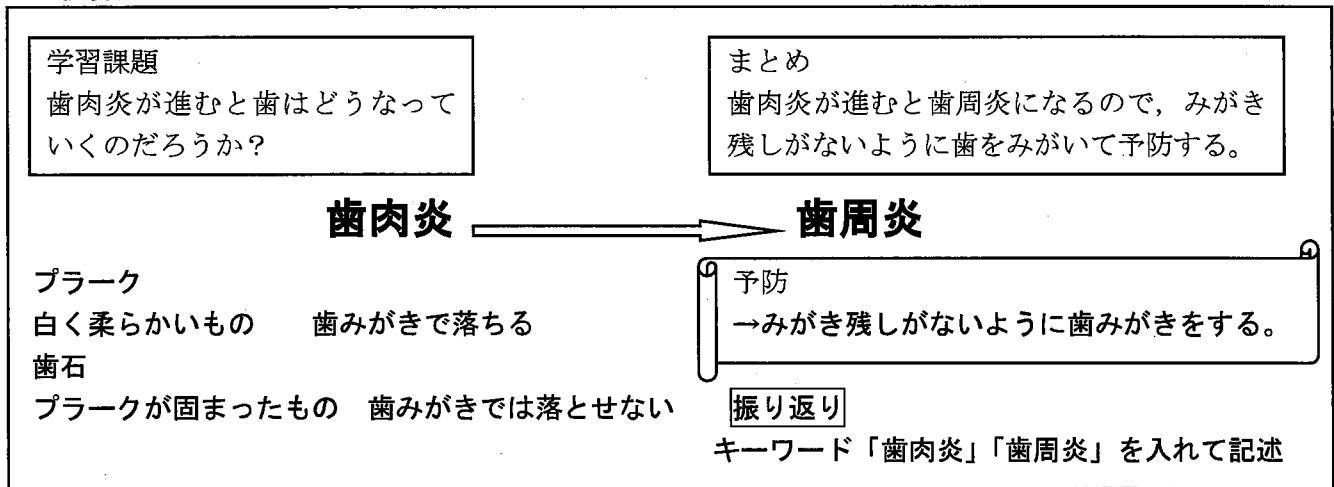 学習課題
歯肉炎が進むと歯はどうなって
いくのだろうか?
まとめ
歯肉炎が進むと歯周炎になるので，みがき
残しがないように歯をみがいて予防する。
歯肉炎
歯周炎
プラーク
白く柔らかいもの　歯みがきで落ちる
歯石
プラークが固まったもの　歯みがきでは落とせない
予防
→みがき残しがないように歯みがきをする。
振り返り
キーワード「歯肉炎」「歯周炎」を入れて記述